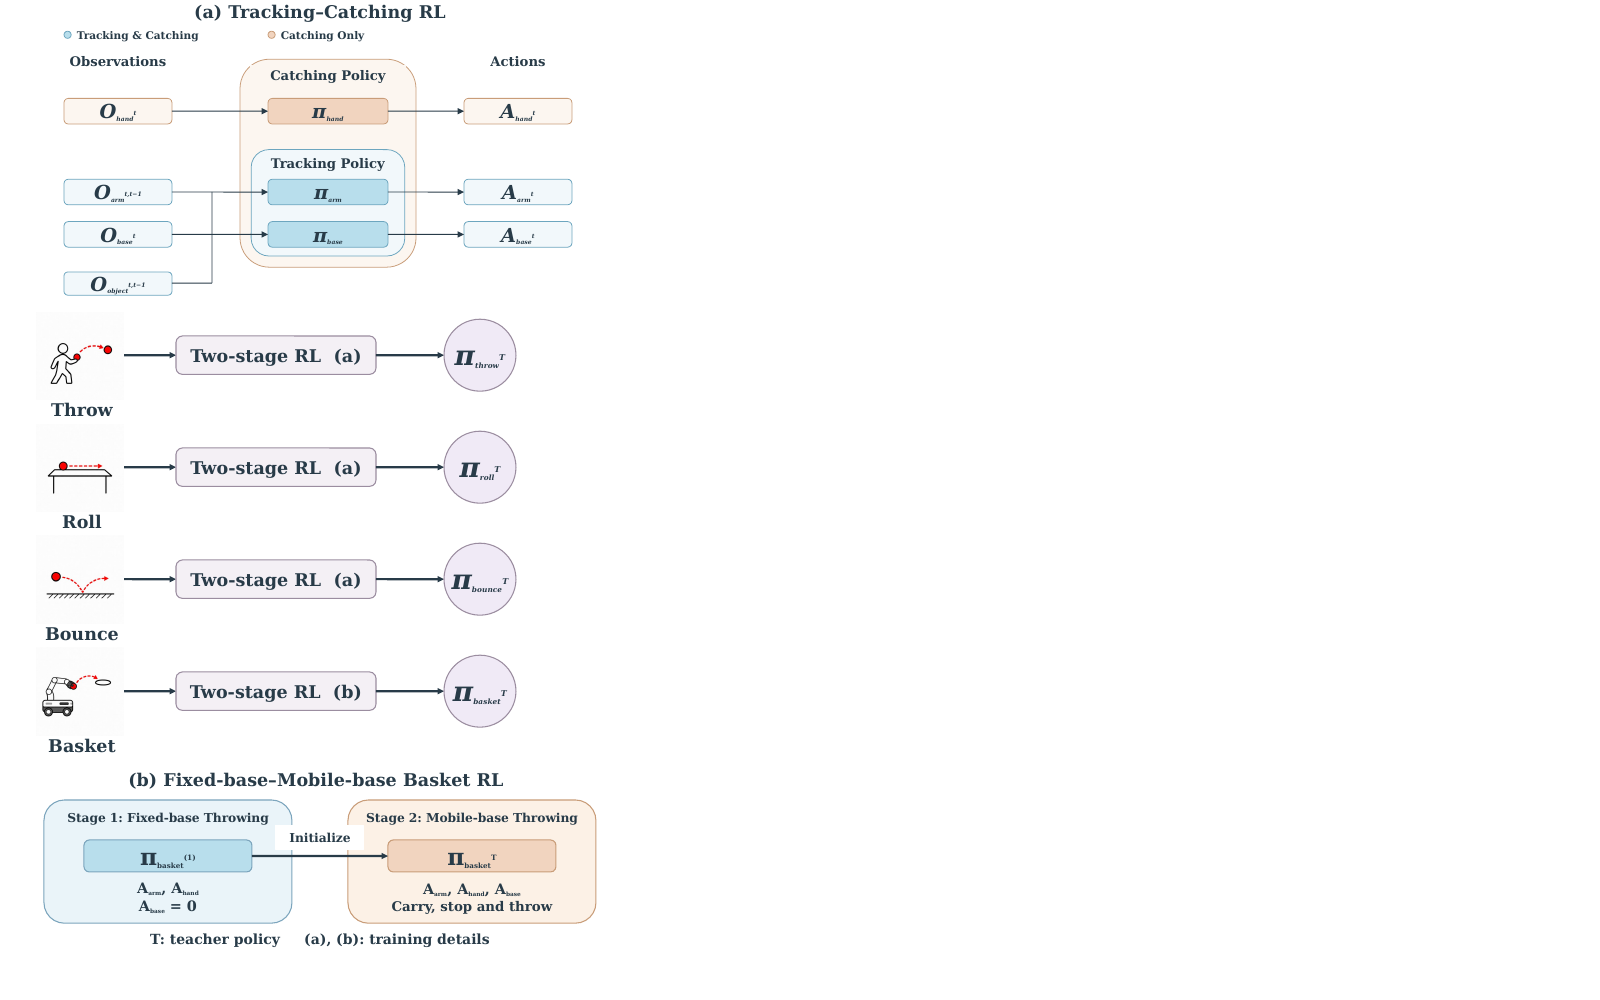 (a) Tracking–Catching RL
Tracking & Catching
Catching Only
Observations
Actions
Catching Policy
O hand t
π hand
A hand t
Tracking Policy
O arm t,t−1
π arm
A arm t
O base t
π base
A base t
O object t,t−1
Two-stage RL (a)
π throw T
Throw
Two-stage RL (a)
π roll T
Roll
Two-stage RL (a)
π bounce T
Bounce
Two-stage RL (b)
π basket T
Basket
(b) Fixed-base–Mobile-base Basket RL
Stage 1: Fixed-base Throwing
Stage 2: Mobile-base Throwing
Initialize
π basket (1)
π basket T
A arm, A hand
A base = 0
A arm, A hand, A base
Carry, stop and throw
T: teacher policy (a), (b): training details